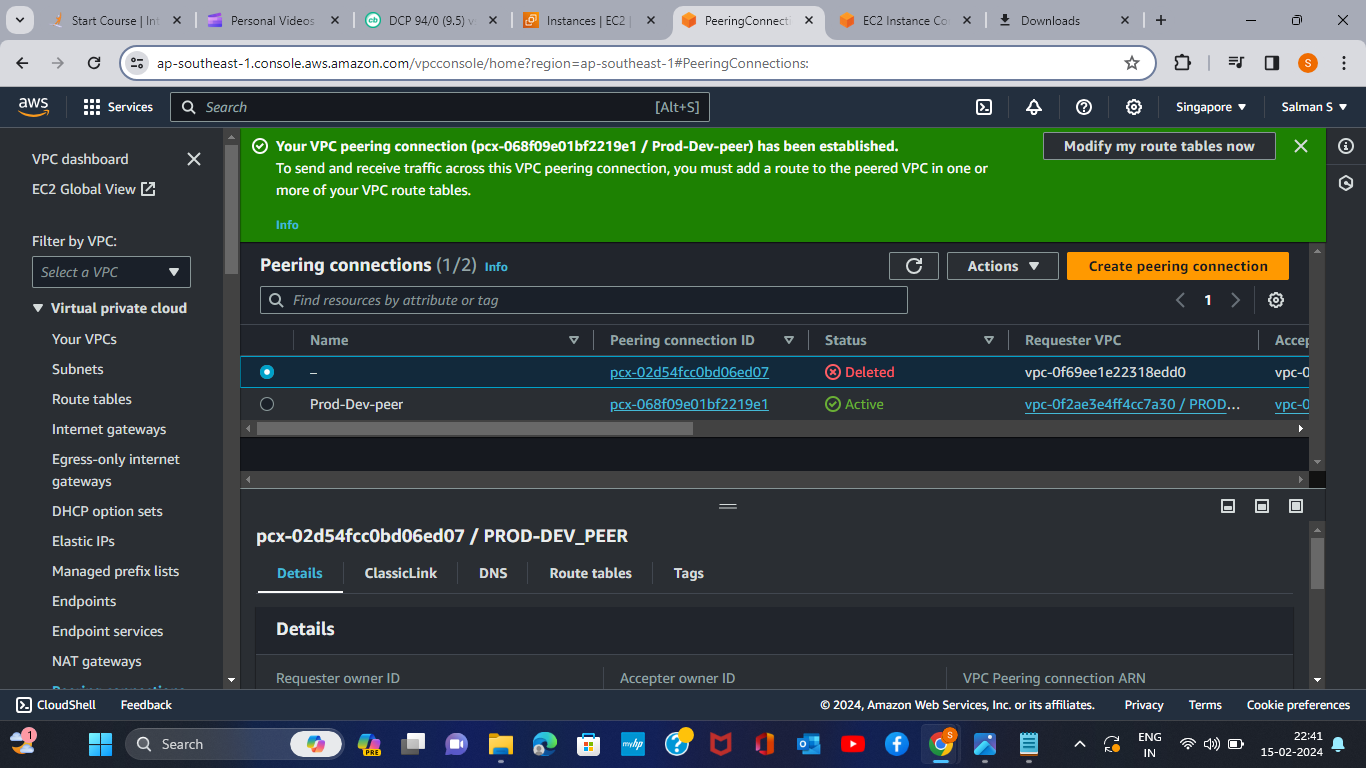 Start Course | Int
Personal Videos
DCP 94/0 (9.5) v
Instances | EC2 |
PeeringConnecti
EC2 Instance Co
Downloads
ap-southeast-1.console.aws.amazon.com/vpcconsole/home?region=ap-southeast-1#PeeringConnections:
S
aws
Services
Search
[Alt+S]
Singapore
Salman S
VPC dashboard
EC2 Global View
Filter by VPC:
Select a VPC
Virtual private cloud
Your VPCs
Subnets
Route tables
Internet gateways
Egress-only internet
gateways
DHCP option sets
Elastic IPs
Managed prefix lists
Endpoints
Endpoint services
NAT gateways
Peering connections
Your VPC peering connection (pcx-068f09e01bf2219e1 / Prod-Dev-peer) has been established.
To send and receive traffic across this VPC peering connection, you must add a route to the peered VPC in one or
more of your VPC route tables.
Info
Modify my route tables now
Peering connections (1/2) Info
Actions
Create peering connection
Find resources by attribute or tag
1
Name
Peering connection ID
Status
Requester VPC
Accep
–
pcx-02d54fcc0bd06ed07
Deleted
vpc-0f69ee1e22318edd0
vpc-0
Prod-Dev-peer
pcx-068f09e01bf2219e1
Active
vpc-0f2ae3e4ff4cc7a30 / PROD...
vpc-0
pcx-02d54fcc0bd06ed07 / PROD-DEV_PEER
Details
ClassicLink
DNS
Route tables
Tags
Details
Requester owner ID
Accepter owner ID
VPC Peering connection ARN
CloudShell
Feedback
© 2024, Amazon Web Services, Inc. or its affiliates.
Privacy
Terms
Cookie preferences
1
Search
PRE
myhp
S
ENG
IN
22:41
15-02-2024